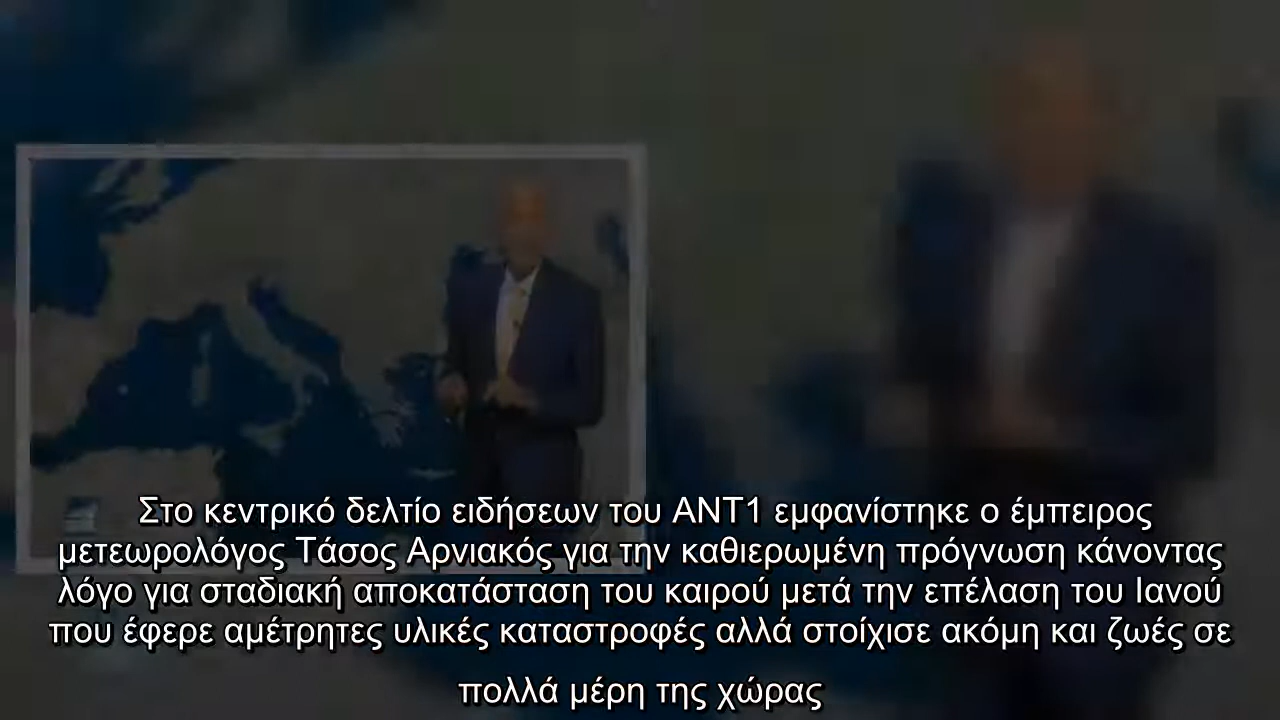 Στο κεντρικό δελτίο ειδήσεων του ΑΝΤ1 εμφανίστηκε ο έμπειρος
μετεωρολόγος Τάσος Αρνιακός για την καθιερωμένη πρόγνωση κάνοντας
λόγο για σταδιακή αποκατάσταση του καιρού μετά την επέλαση του Ιανού
που έφερε αμέτρητες υλικές καταστροφές αλλά στοίχισε ακόμη και ζωές σε
πολλά μέρη της χώρας